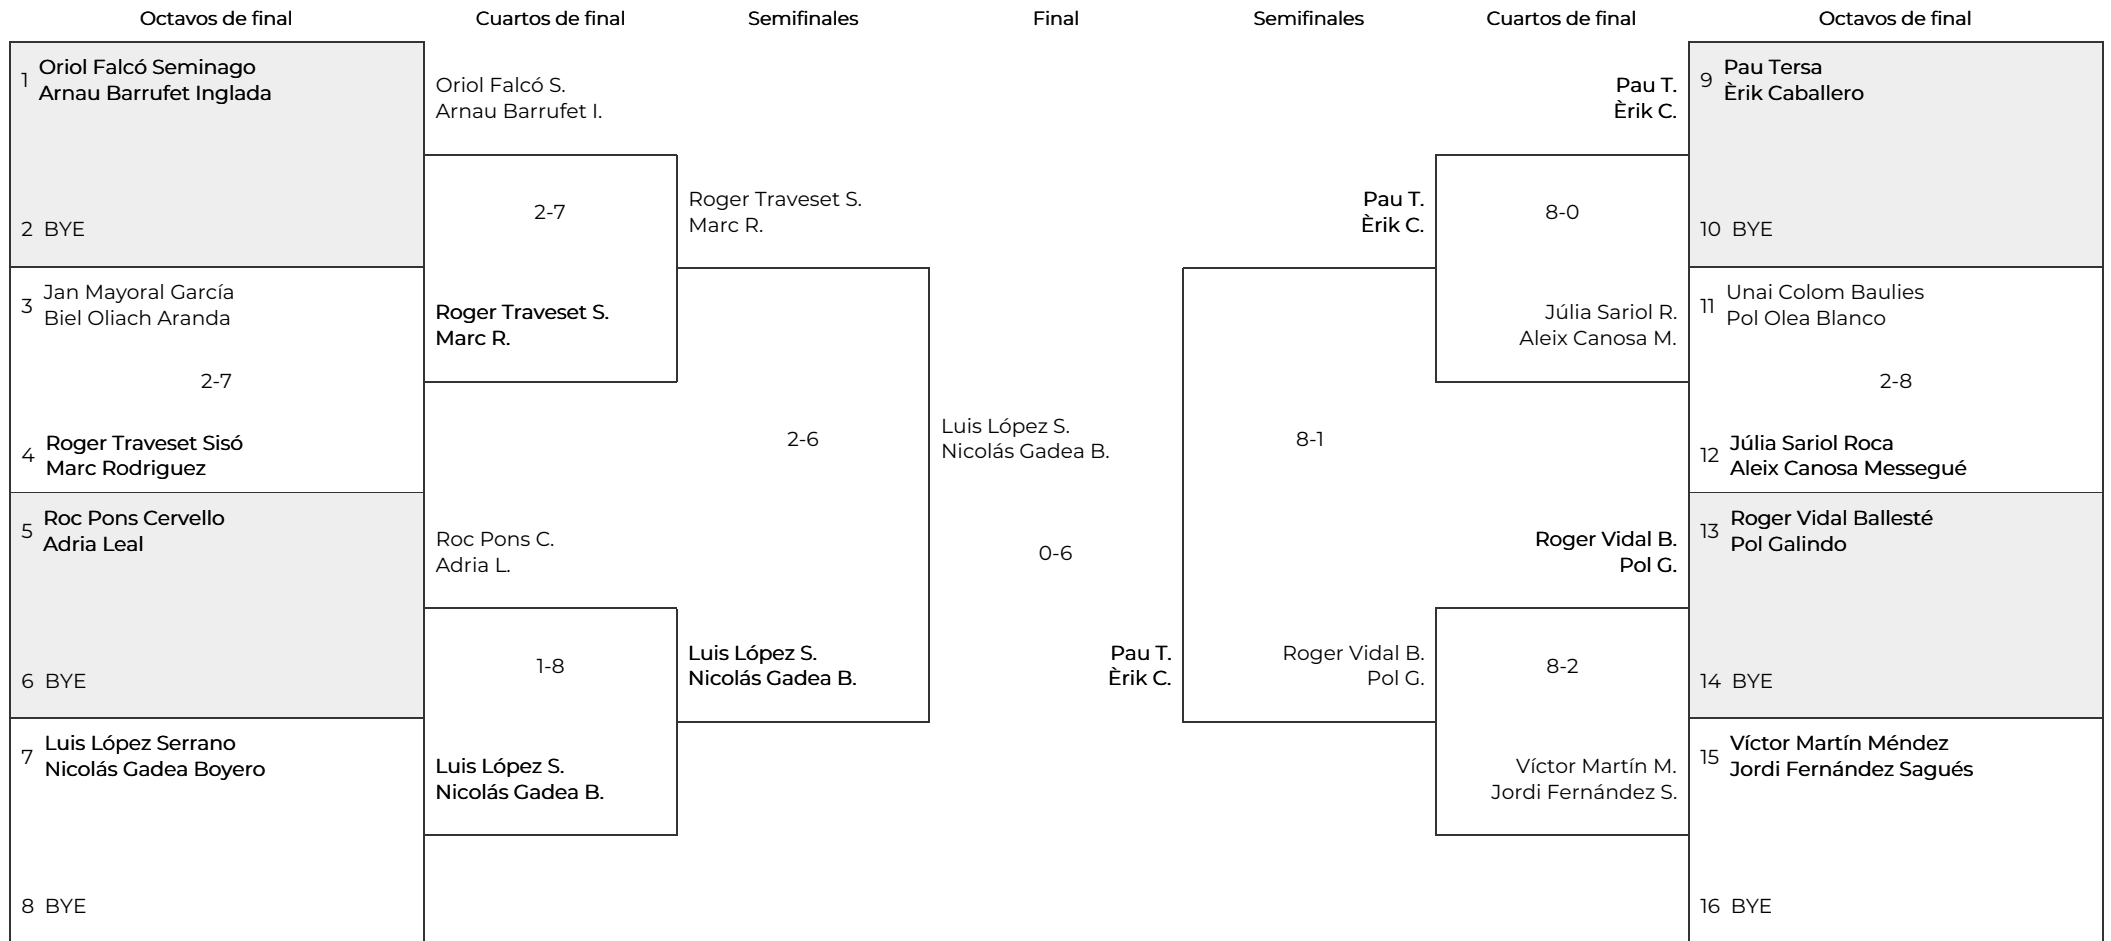 Octavos de final
Cuartos de final
Semifinales
Final
Semifinales
Cuartos de final
Octavos de final
1 Oriol Falcó Seminago
Arnau Barrufet Inglada
2 BYE
3 Jan Mayoral García
Biel Oliach Aranda
2-7
4 Roger Traveset Sisó
Marc Rodriguez
5 Roc Pons Cervello
Adria Leal
6 BYE
7 Luis López Serrano
Nicolás Gadea Boyero
8 BYE
Oriol Falcó S.
Arnau Barrufet I.
2-7
Roger Traveset S.
Marc R.
Roc Pons C.
Adria L.
1-8
Luis López S.
Nicolás Gadea B.
Roger Traveset S.
Marc R.
2-6
Luis López S.
Nicolás Gadea B.
Luis López S.
Nicolás Gadea B.
0-6
Pau T.
Èrik C.
Pau T.
Èrik C.
8-1
Roger Vidal B.
Pol G.
Pau T.
Èrik C.
8-0
Júlia Sariol R.
Aleix Canosa M.
Roger Vidal B.
Pol G.
8-2
Víctor Martín M.
Jordi Fernández S.
9 Pau Tersa
Èrik Caballero
10 BYE
11 Unai Colom Baulies
Pol Olea Blanco
2-8
12 Júlia Sariol Roca
Aleix Canosa Messegué
13 Roger Vidal Ballesté
Pol Galindo
14 BYE
15 Víctor Martín Méndez
Jordi Fernández Sagués
16 BYE